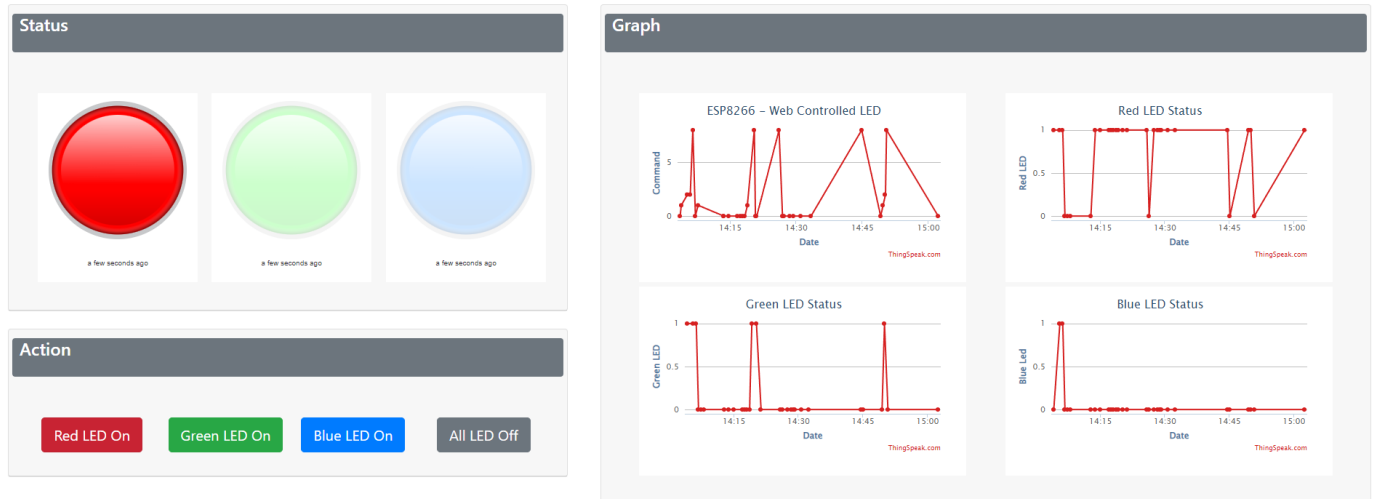 Status
a few seconds ago
a few seconds ago
a few seconds ago
Action
Red LED On
Green LED On
Blue LED On
All LED Off
Graph
ESP8266 - Web Controlled LED
Command
5
0
14:15 14:30 14:45 15:00
Date
ThingSpeak.com
Red LED Status
Red LED
1
0.5
0
14:15 14:30 14:45 15:00
Date
ThingSpeak.com
Green LED Status
Green LED
1
0.5
0
14:15 14:30 14:45 15:00
Date
ThingSpeak.com
Blue LED Status
Blue Led
1
0.5
0
14:15 14:30 14:45 15:00
Date
ThingSpeak.com